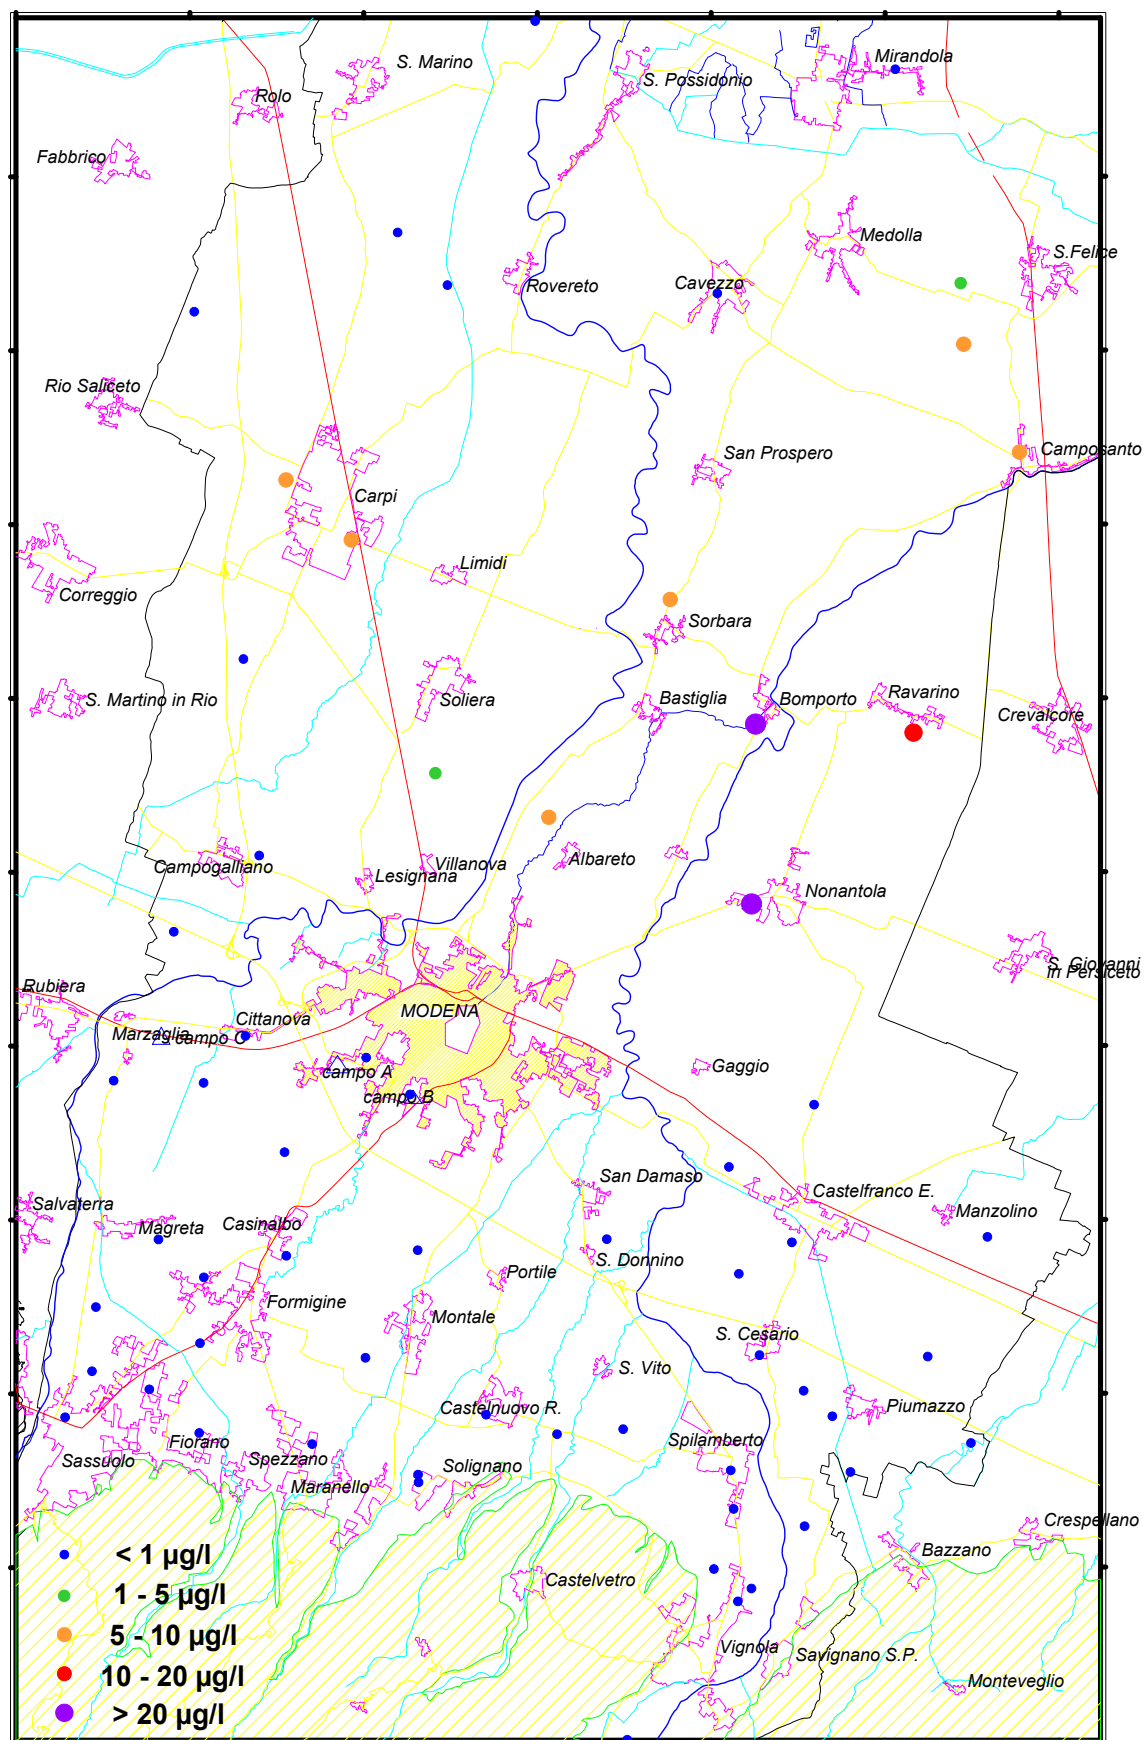 Mirandola
S. Marino
S. Possidonio
Rolo
Fabbrico
Medolla
S.Felice
Rovereto
Cavezzo
Rio Saliceto
San Prospero
Camposanto
Carpi
Limidi
Correggio
Sorbara
S. Martino in Rio
Soliera
Bastiglia
Bomporto
Ravarino
Crevalcore
Campogalliano
Lesignana
Villanova
Albareto
Nonantola
S. Giovanni
in Persiceto
Rubiera
Cittanova
MODENA
Marzaglia
campo C
campo A
Gaggio
campo B
San Damaso
Castelfranco E.
Salvaterra
Magreta
Casinalbo
Manzolino
S. Donnino
Portile
Formigine
Montale
S. Cesario
S. Vito
Castelnuovo R.
Piumazzo
Fiorano
Spilamberto
Sassuolo
Spezzano
Solignano
Maranello
Crespellano
Bazzano
Castelvetro
Vignola
Savignano S.P.
Monteveglio
< 1 µg/l
1 - 5 µg/l
5 - 10 µg/l
10 - 20 µg/l
> 20 µg/l